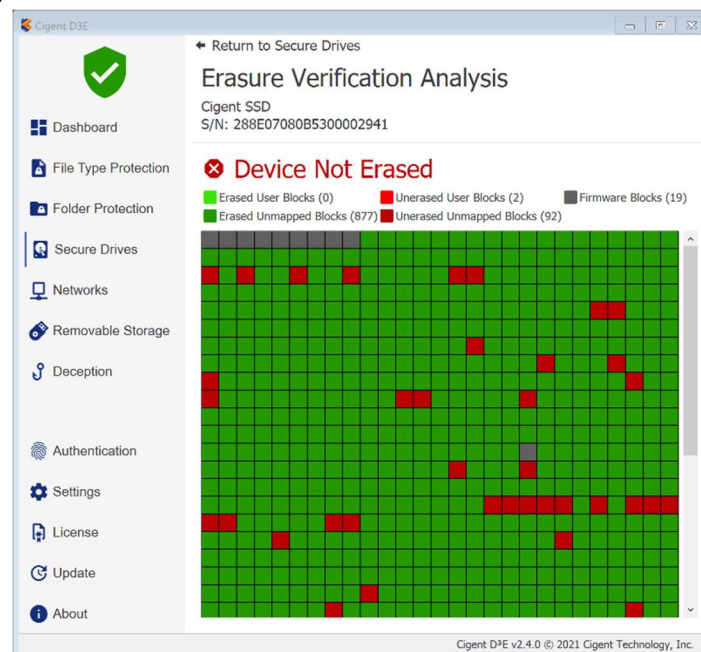 Cigent D3E
Return to Secure Drives
Erasure Verification Analysis
Cigent SSD
S/N: 288E07080B5300002941
Device Not Erased
Erased User Blocks (0)
Unerased User Blocks (2)
Firmware Blocks (19)
Erased Unmapped Blocks (877)
Unerased Unmapped Blocks (92)
Dashboard
File Type Protection
Folder Protection
Secure Drives
Networks
Removable Storage
Deception
Authentication
Settings
License
Update
About
Cigent D³E v2.4.0 © 2021 Cigent Technology, Inc.